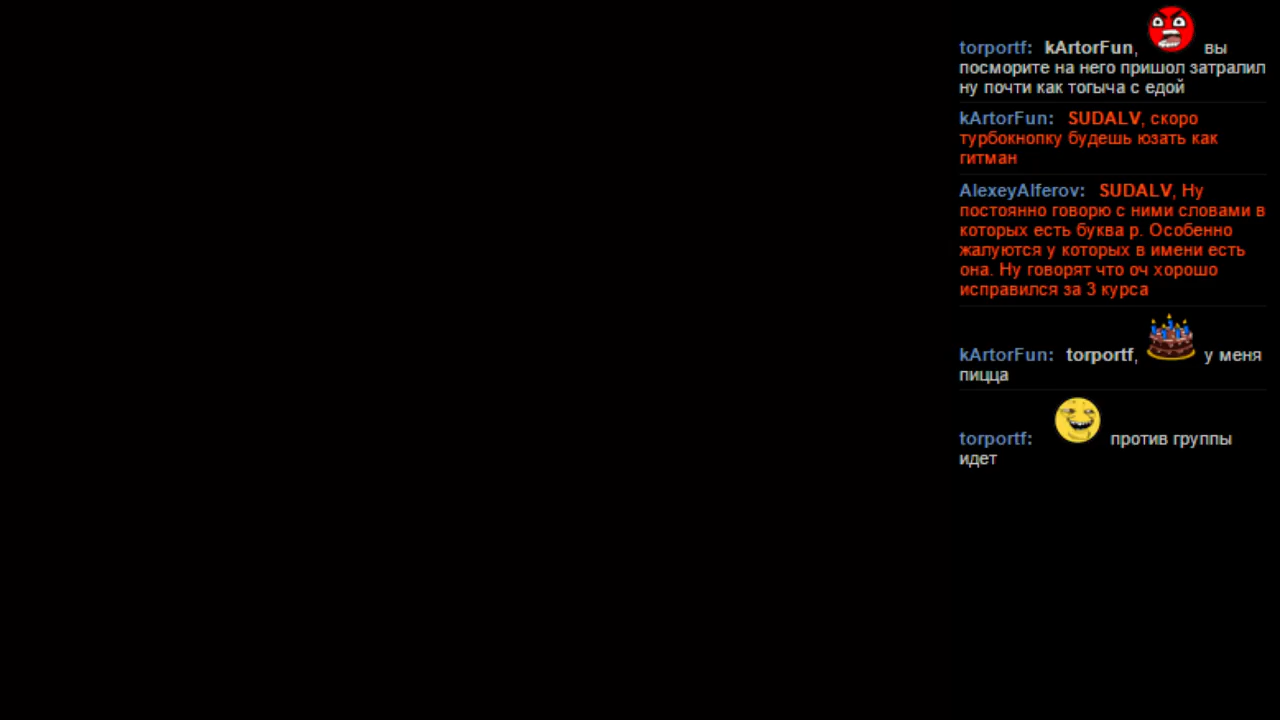 torportf: kArtorFun, вы
посморите на него пришол затралил
ну почти как тогыча с едой
kArtorFun: SUDALV, скоро
турбокнопку будешь юзать как
гитман
AlexeyAlferov: SUDALV, Ну
постоянно говорю с ними словами в
которых есть буква р. Особенно
жалуются у которых в имени есть
она. Ну говорят что оч хорошо
исправился за 3 курса
kArtorFun: torportf, у меня
пицца
torportf: против группы
идет